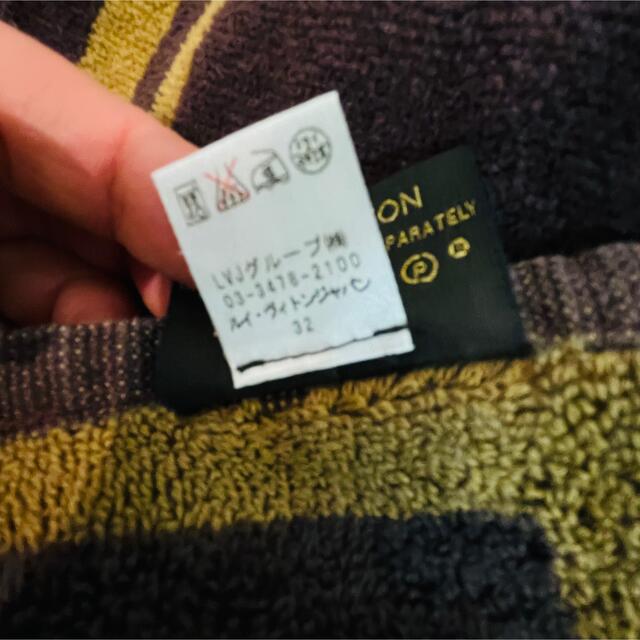 LVJグループ㈱
03-3478-2100
ルイ・ヴィトンジャパン
32
ON
PARATELY
P